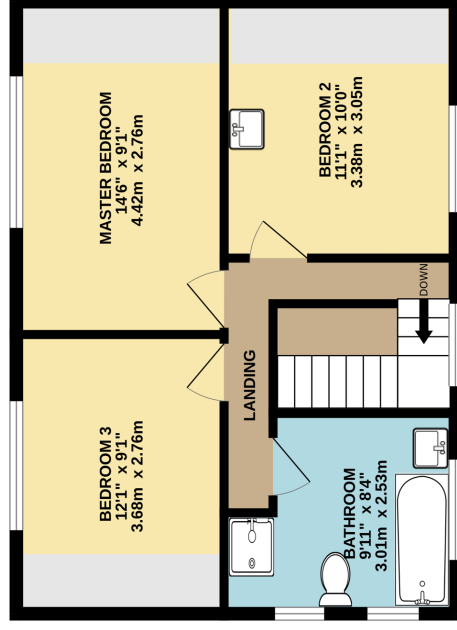 MASTER BEDROOM
14'6" x 9'1"
4.42m x 2.76m
BEDROOM 2
11'1" x 10'0"
3.38m x 3.05m
DOWN
LANDING
BEDROOM 3
12'1" x 9'1"
3.68m x 2.76m
BATHROOM
9'11" x 8'4"
3.01m x 2.53m